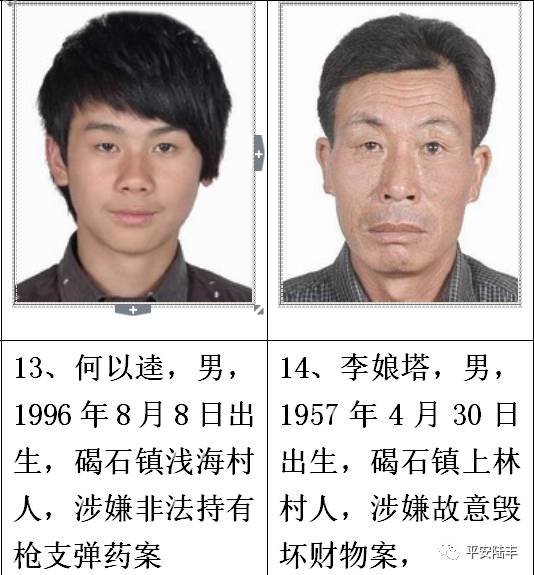 13、何以逵，男，
1996年8月8日出
生，碣石镇浅海村
人，涉嫌非法持有
枪支弹药案
14、李娘塔，男，
1957年4月30日
出生，碣石镇上林
村人，涉嫌故意毁
坏财物案，
平安陆丰